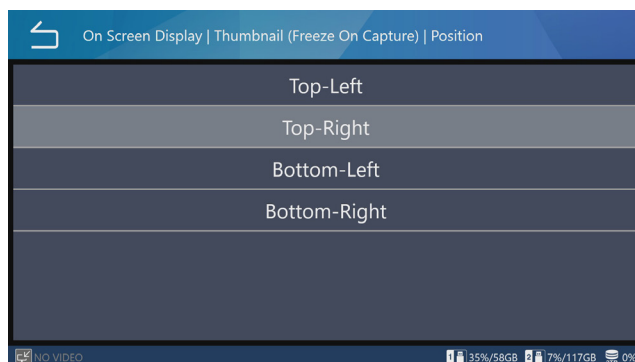 On Screen Display | Thumbnail (Freeze On Capture) | Position
Top-Left
Top-Right
Bottom-Left
Bottom-Right
NO VIDEO 1 35%/58GB 2 7%/117GB 0%